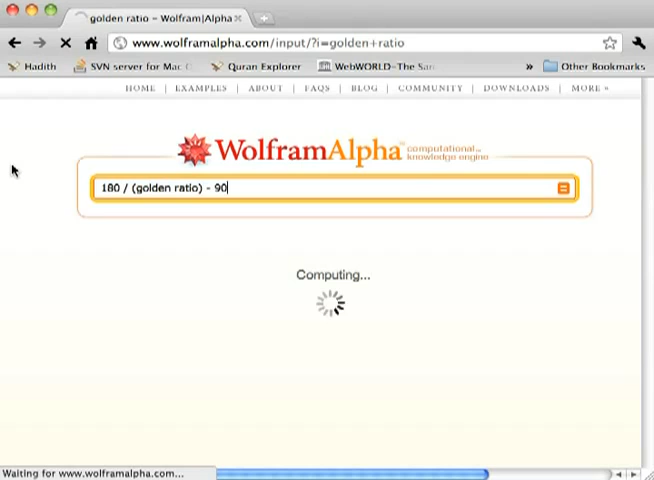 golden ratio - Wolfram|Alpha
www.wolframalpha.com/input/?i=golden+ratio
Hadith SVN server for Mac Quran Explorer WebWORLD-The San » Other Bookmarks
HOME | EXAMPLES | ABOUT | FAQS | BLOG | COMMUNITY | DOWNLOADS | MORE »
WolframAlpha computational knowledge engine
180 / (golden ratio) - 90
Computing...
Waiting for www.wolframalpha.com...